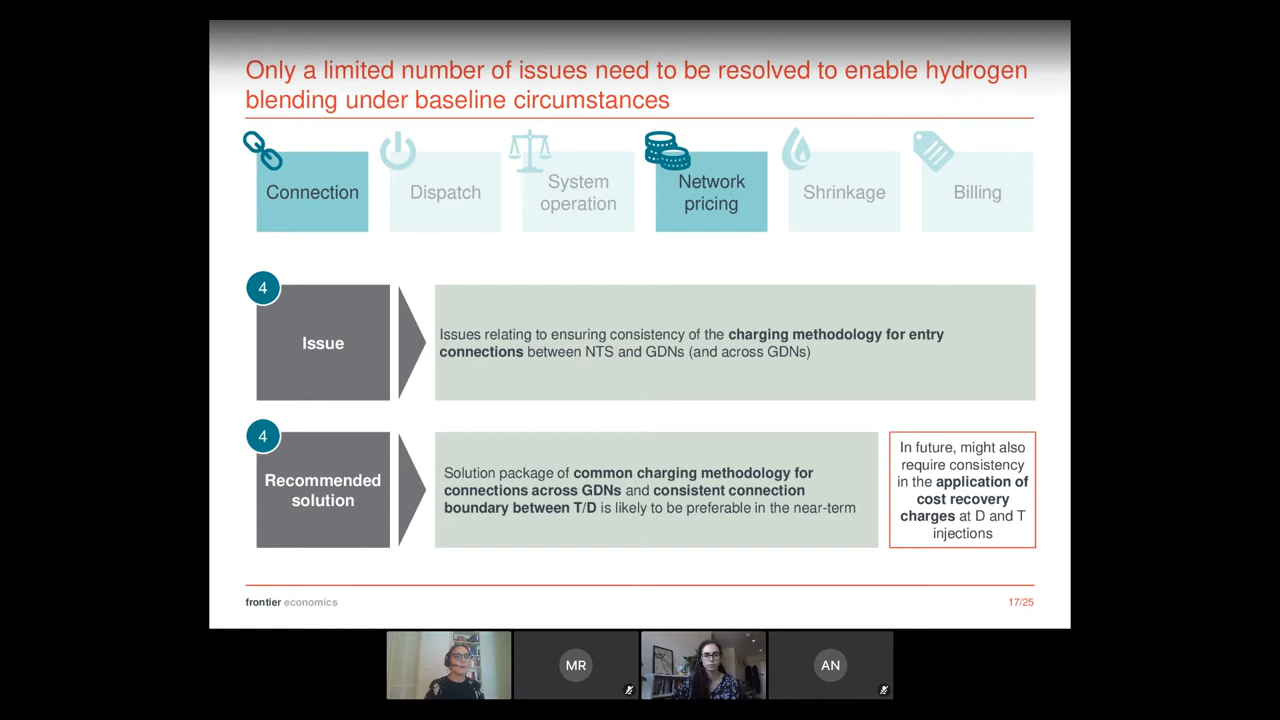 Only a limited number of issues need to be resolved to enable hydrogen
blending under baseline circumstances
Connection
Dispatch
System
operation
Network
pricing
Shrinkage
Billing
4
Issue
Issues relating to ensuring consistency of the charging methodology for entry
connections between NTS and GDNs (and across GDNs)
4
Recommended
solution
Solution package of common charging methodology for
connections across GDNs and consistent connection
boundary between T/D is likely to be preferable in the near-term
In future, might also
require consistency
in the application of
cost recovery
charges at D and T
injections
frontier economics
17/25
MR
AN